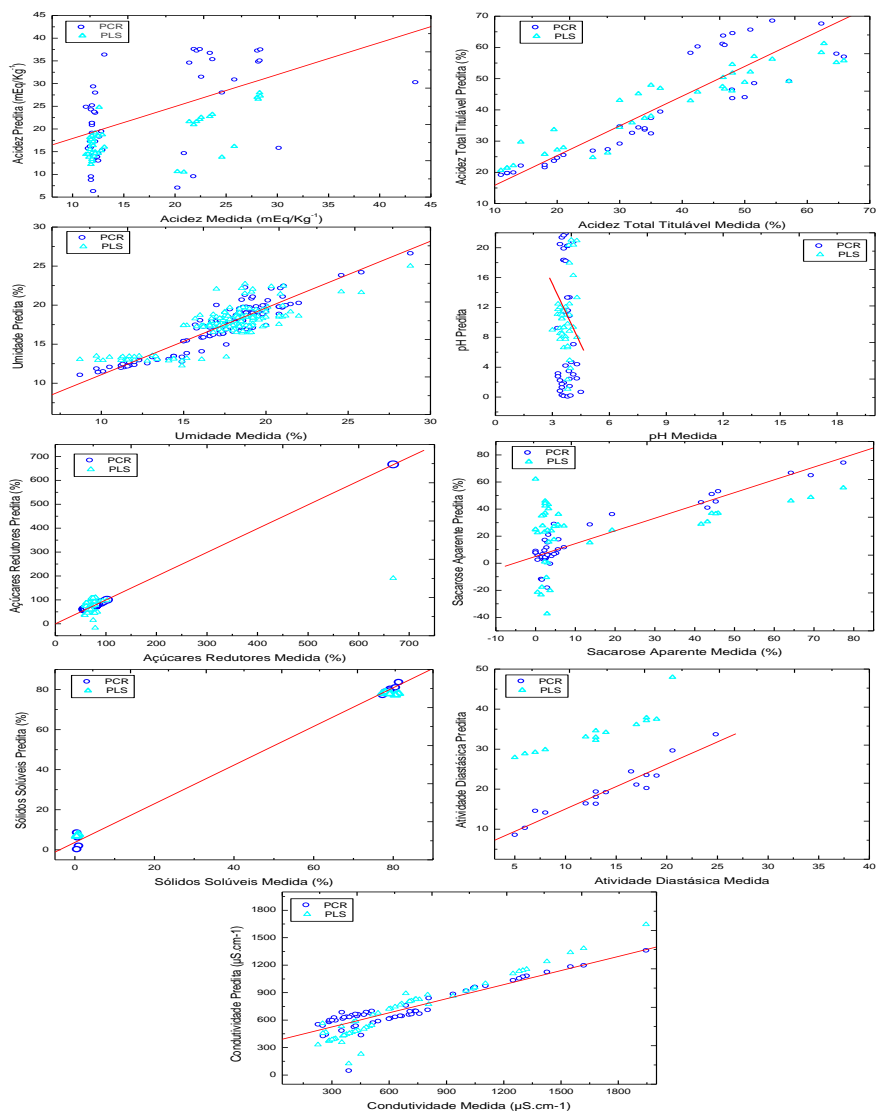 PCR
PLS
45
40
35
30
25
20
15
10
5
Acidez Predita (mEq/Kg⁻¹)
10 15 20 25 30 35 40 45
Acidez Medida (mEq/Kg⁻¹)
PCR
PLS
70
60
50
40
30
20
10
Acidez Total Titulável Predita (%)
10 20 30 40 50 60 70
Acidez Total Titulável Medida (%)
PCR
PLS
30
25
20
15
10
Umidade Predita (%)
10 15 20 25 30
Umidade Medida (%)
PCR
PLS
20
16
12
8
4
0
pH Predita
0 3 6 9 12 15 18
pH Medida
PCR
PLS
700
600
500
400
300
200
100
0
Açúcares Redutores Predita (%)
0 100 200 300 400 500 600 700
Açúcares Redutores Medida (%)
PCR
PLS
80
60
40
20
0
-20
-40
Sacarose Aparente Predita (%)
-10 0 10 20 30 40 50 60 70 80
Sacarose Aparente Medida (%)
PCR
PLS
80
60
40
20
0
Sólidos Solúveis Predita (%)
0 20 40 60 80
Sólidos Solúveis Medida (%)
PCR
PLS
50
40
30
20
10
Atividade Diastásica Predita
5 10 15 20 25 30 35 40
Atividade Diastásica Medida
PCR
PLS
1800
1500
1200
900
600
300
0
Condutividade Predita (µS.cm-1)
300 600 900 1200 1500 1800
Condutividade Medida (µS.cm-1)